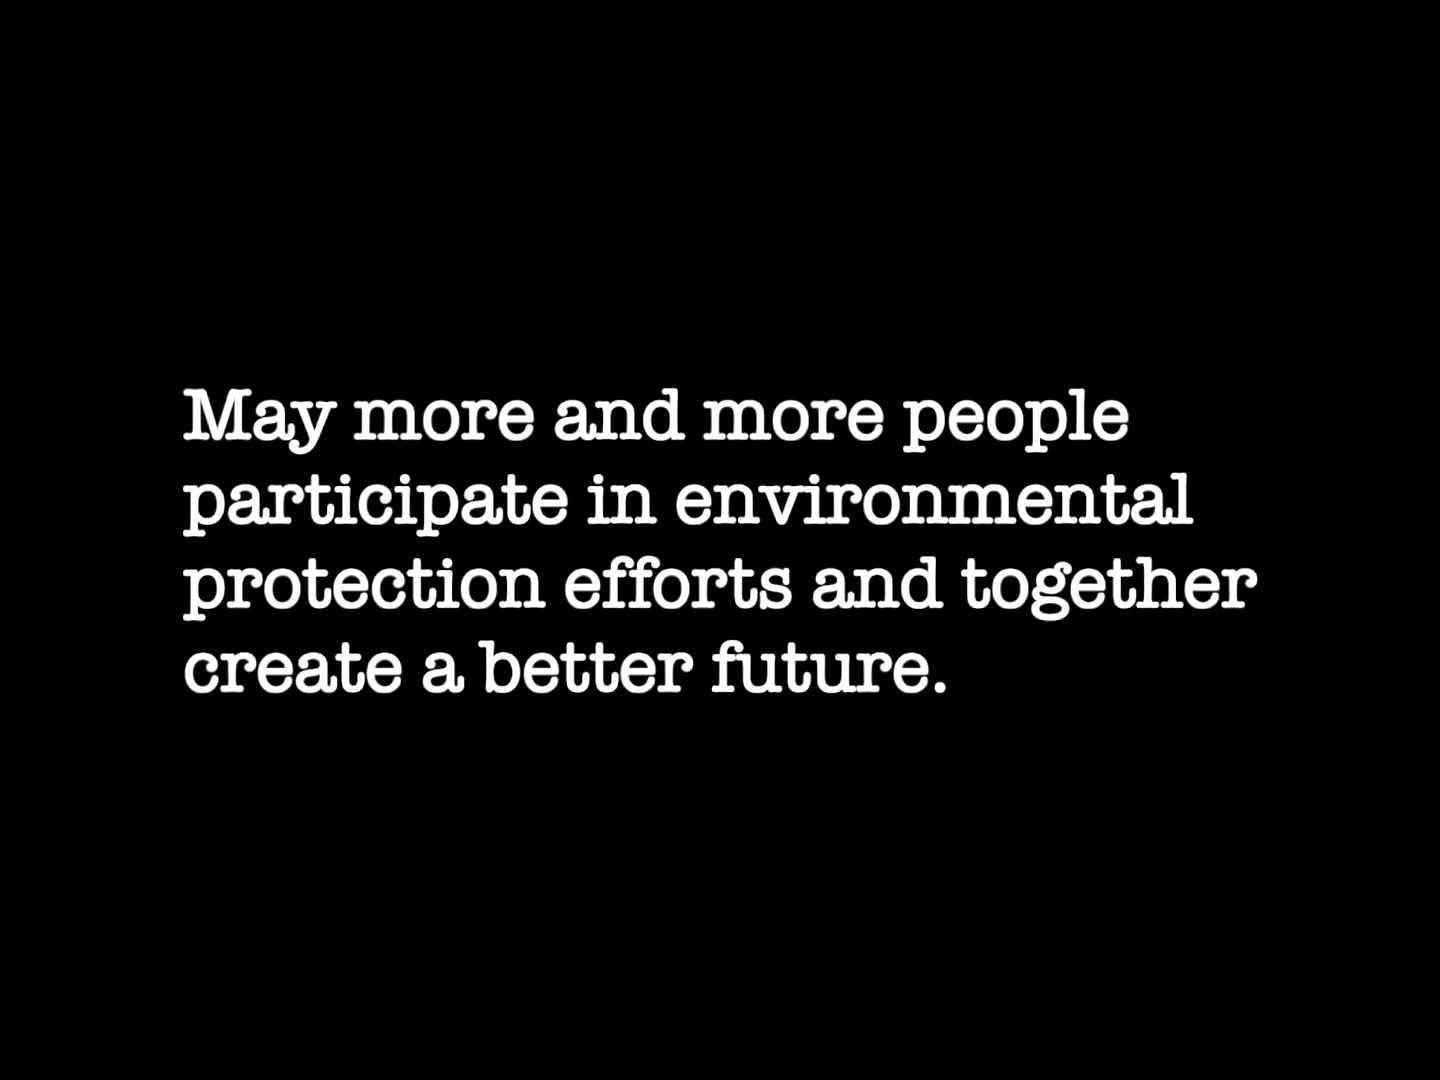 May more and more people
participate in environmental
protection efforts and together
create a better future.